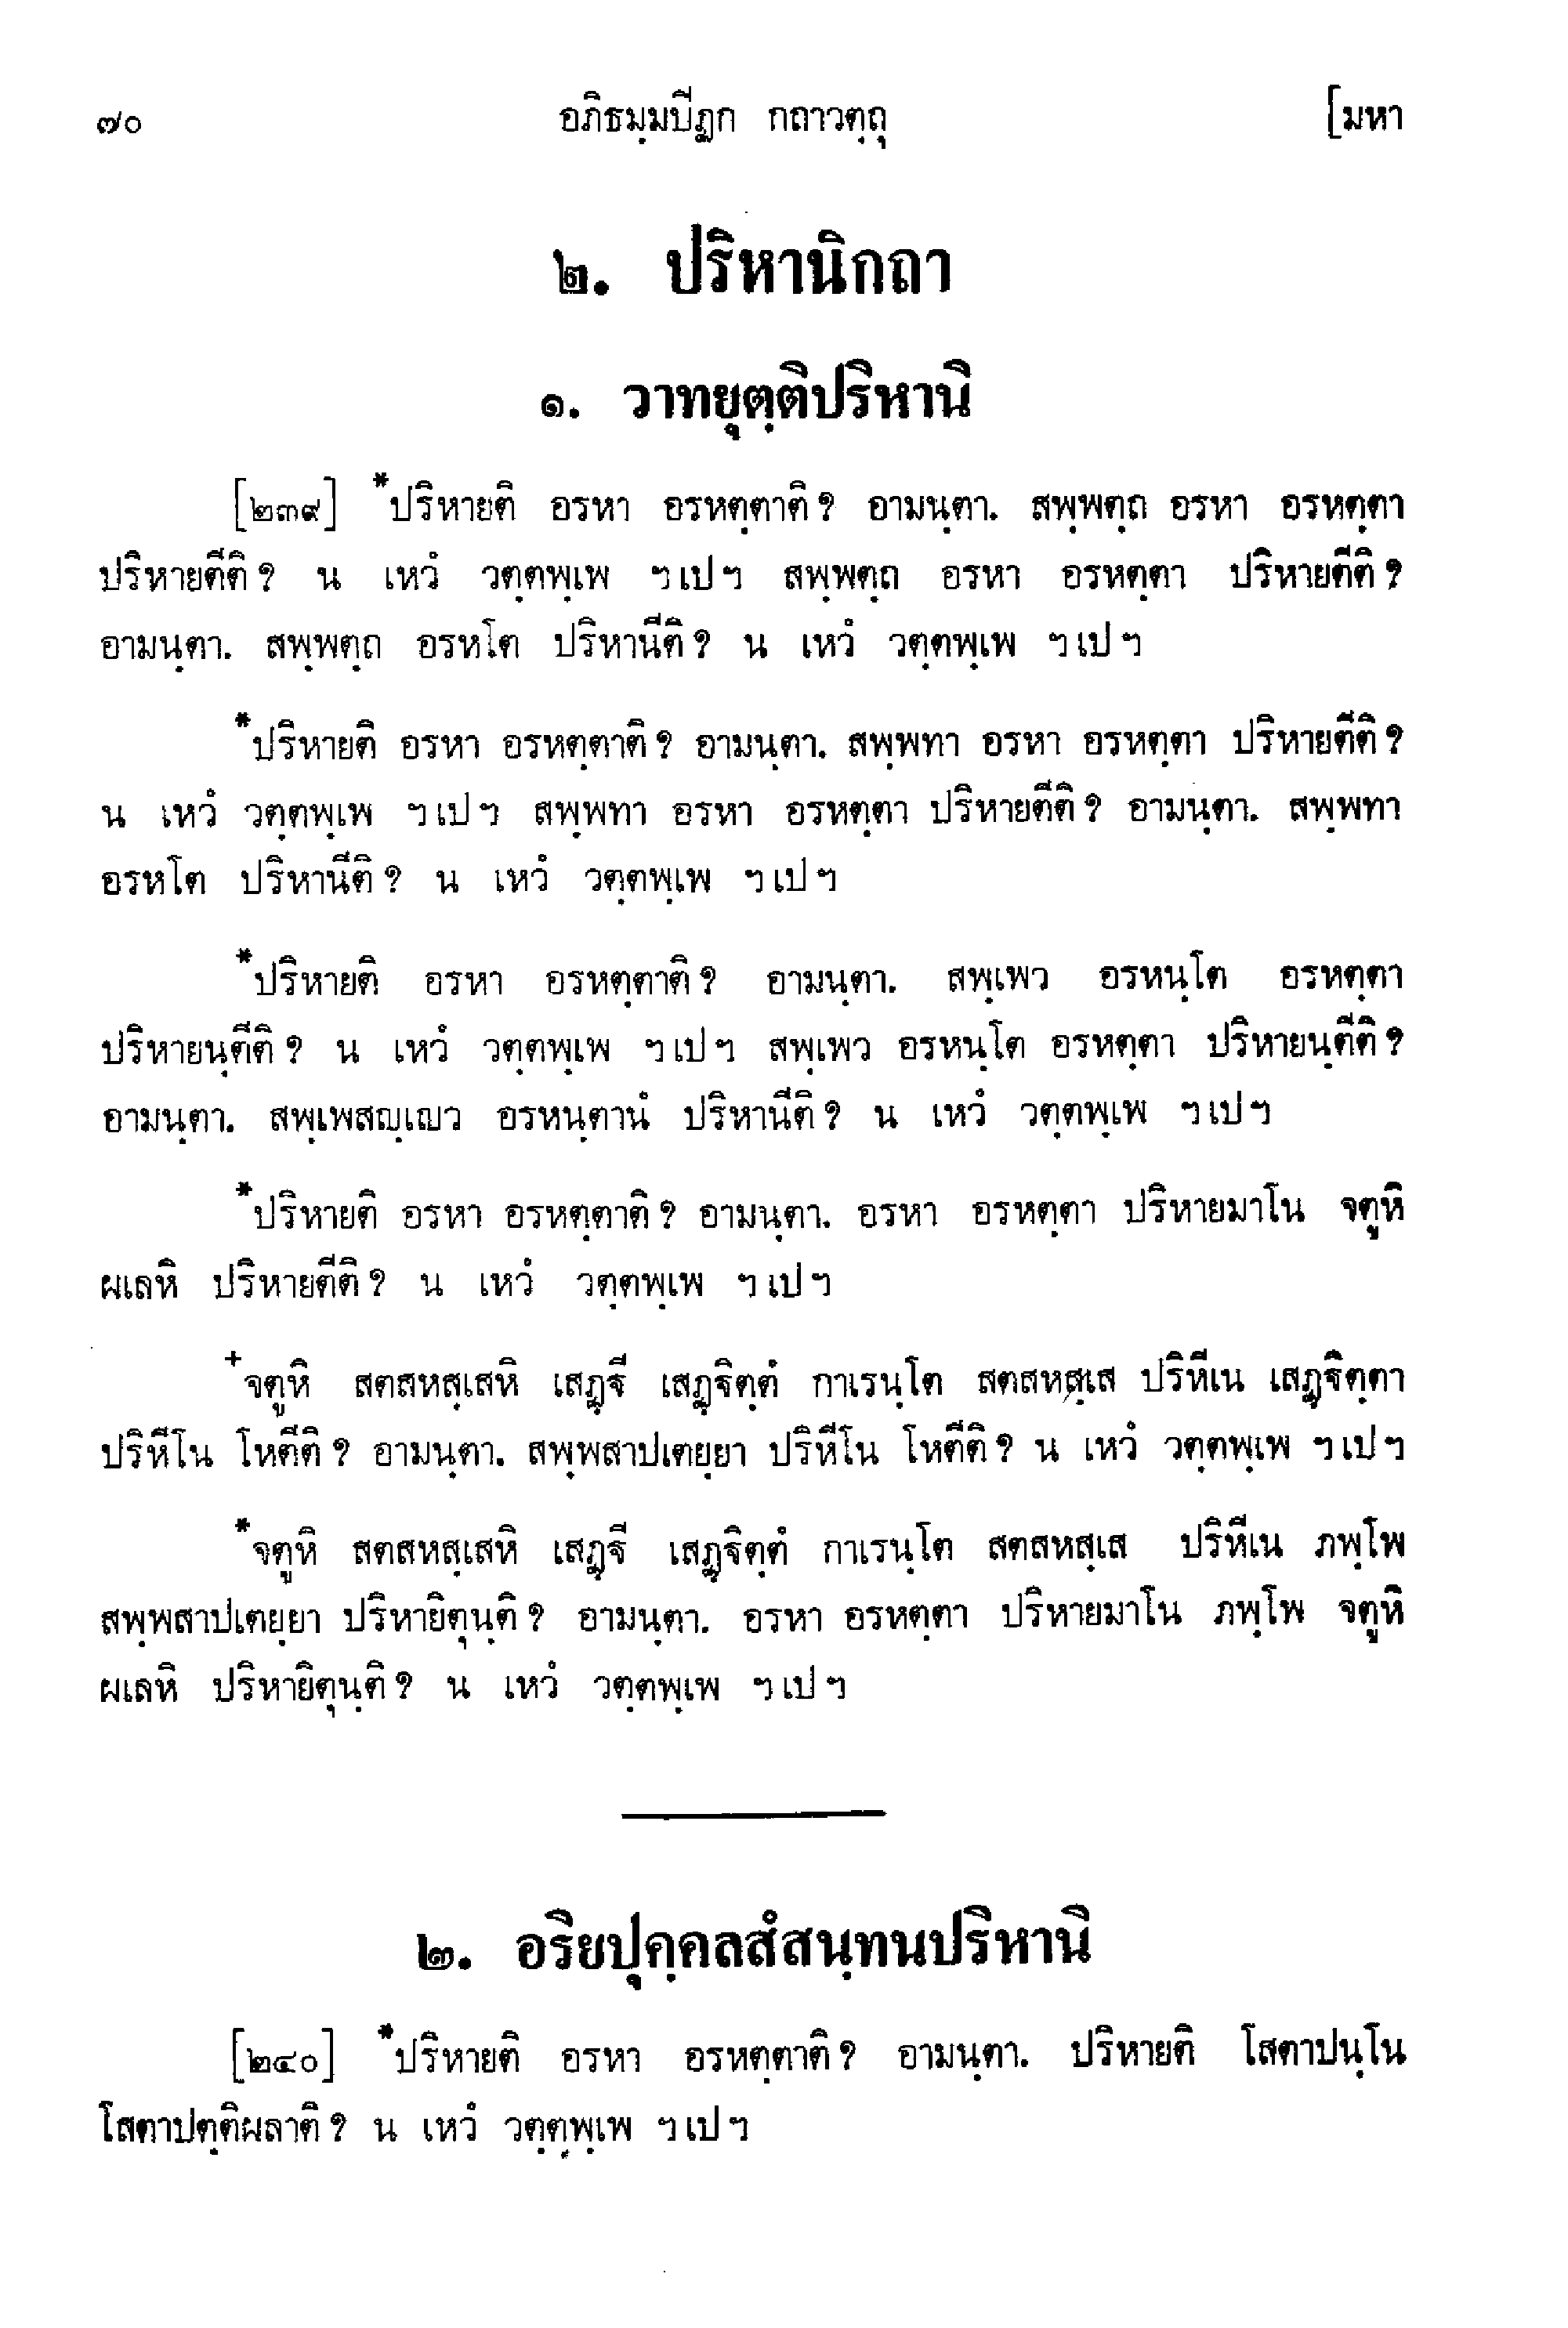 ๗๐ อภิธมฺมปีฏก กถาวตฺถุ [มหา
๒. ปริหานิกถา
๑. วาทยุตฺติปริหานิ
[๒๓๙] *ปริหายติ อรหา อรหตฺตาติ? อามนฺตา. สพฺพตฺถ อรหา อรหตฺตา
ปริหายตีติ? น เหวํ วตฺตพฺเพ ฯเปฯ สพฺพตฺถ อรหา อรหตฺตา ปริหายตีติ?
อามนฺตา. สพฺพตฺถ อรหโต ปริหานีติ? น เหวํ วตฺตพฺเพ ฯเปฯ
*ปริหายติ อรหา อรหตฺตาติ? อามนฺตา. สพฺพทา อรหา อรหตฺตา ปริหายตีติ?
น เหวํ วตฺตพฺเพ ฯเปฯ สพฺพทา อรหา อรหตฺตา ปริหายตีติ? อามนฺตา. สพฺพทา
อรหโต ปริหานีติ? น เหวํ วตฺตพฺเพ ฯเปฯ
*ปริหายติ อรหา อรหตฺตาติ? อามนฺตา. สพฺเพว อรหนฺโต อรหตฺตา
ปริหายนฺตีติ? น เหวํ วตฺตพฺเพ ฯเปฯ สพฺเพว อรหนฺโต อรหตฺตา ปริหายนฺตีติ?
อามนฺตา. สพฺเพสญฺเญว อรหนฺตานํ ปริหานีติ? น เหวํ วตฺตพฺเพ ฯเปฯ
*ปริหายติ อรหา อรหตฺตาติ? อามนฺตา. อรหา อรหตฺตา ปริหายมาโน จตูหิ
ผเลหิ ปริหายตีติ? น เหวํ วตฺตพฺเพ ฯเปฯ
+จตูหิ สตสหสฺเสหิ เสฏฺฐี เสฏฺฐิตฺตํ กาเรนฺโต สตสหสฺเส ปริหีเน เสฏฺฐิตฺตา
ปริหีโน โหตีติ? อามนฺตา. สพฺพสาปเตยฺยา ปริหีโน โหตีติ? น เหวํ วตฺตพฺเพ ฯเปฯ
*จตูหิ สตสหสฺเสหิ เสฏฺฐี เสฏฺฐิตฺตํ กาเรนฺโต สตสหสฺเส ปริหีเน ภพฺโพ
สพฺพสาปเตยฺยา ปริหายิตุนฺติ? อามนฺตา. อรหา อรหตฺตา ปริหายมาโน ภพฺโพ จตูหิ
ผเลหิ ปริหายิตุนฺติ? น เหวํ วตฺตพฺเพ ฯเปฯ
๒. อริยปุคฺคลสํสนฺทนปริหานิ
[๒๔๐] *ปริหายติ อรหา อรหตฺตาติ? อามนฺตา. ปริหายติ โสตาปนฺโน
โสตาปตฺติผลาติ? น เหวํ วตฺตพฺเพ ฯเปฯ